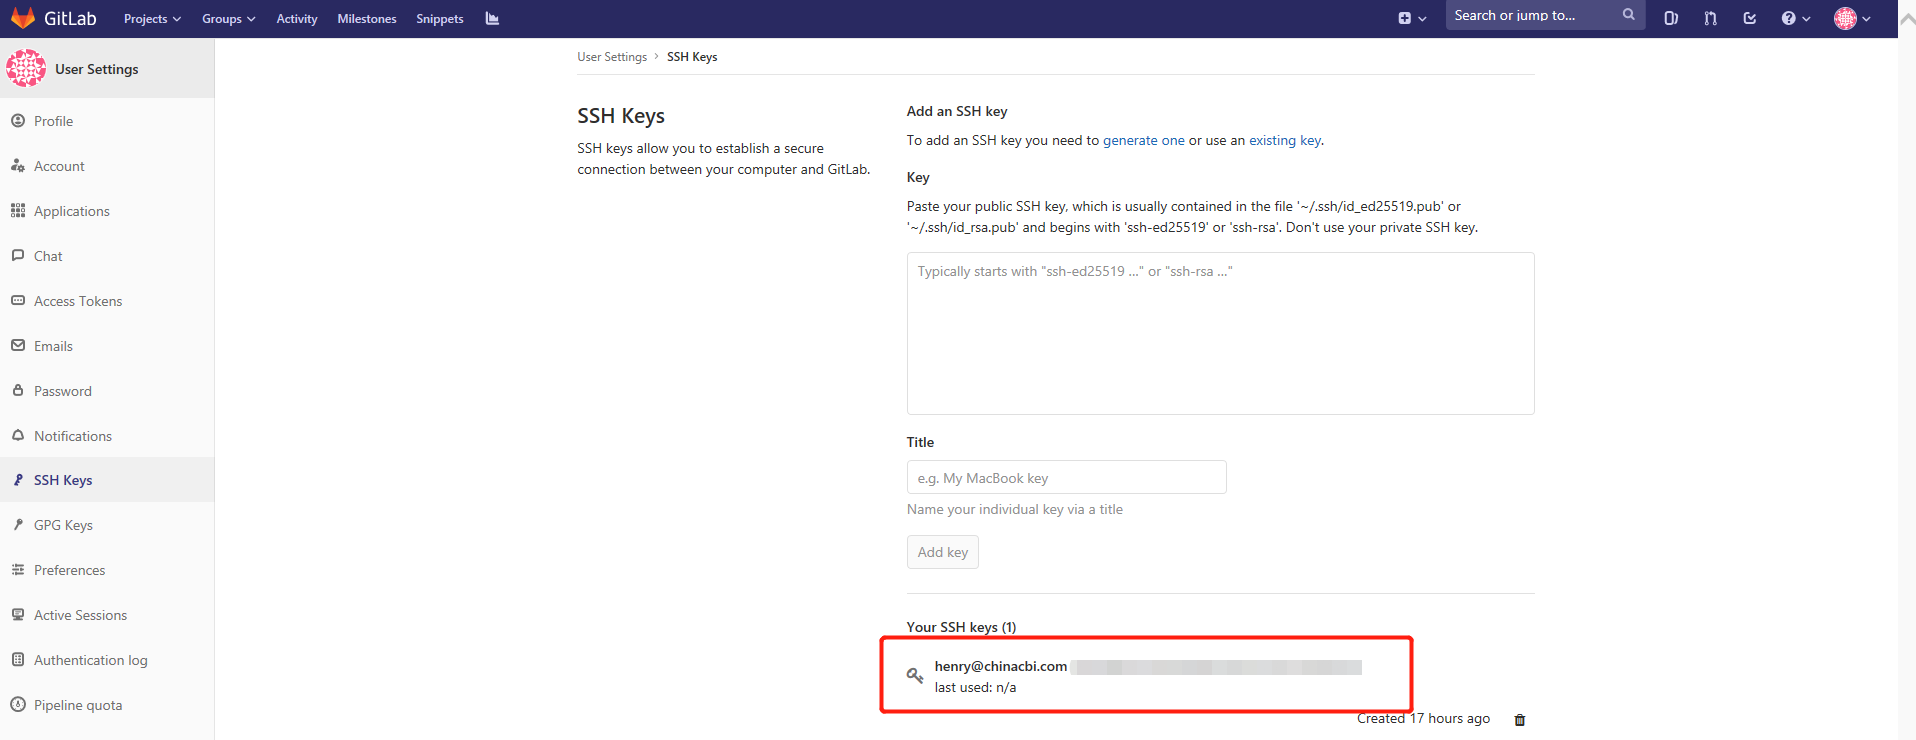 GitLab Projects Groups Activity Milestones Snippets Search or jump to...
User Settings
Profile
Account
Applications
Chat
Access Tokens
Emails
Password
Notifications
SSH Keys
GPG Keys
Preferences
Active Sessions
Authentication log
Pipeline quota
User Settings > SSH Keys
SSH Keys
SSH keys allow you to establish a secure
connection between your computer and GitLab.
Add an SSH key
To add an SSH key you need to generate one or use an existing key.
Key
Paste your public SSH key, which is usually contained in the file '~/.ssh/id_ed25519.pub' or
'~/.ssh/id_rsa.pub' and begins with 'ssh-ed25519' or 'ssh-rsa'. Don't use your private SSH key.
Typically starts with "ssh-ed25519 ..." or "ssh-rsa ..."
Title
e.g. My MacBook key
Name your individual key via a title
Add key
Your SSH keys (1)
henry@chinacbi.com
last used: n/a
Created 17 hours ago